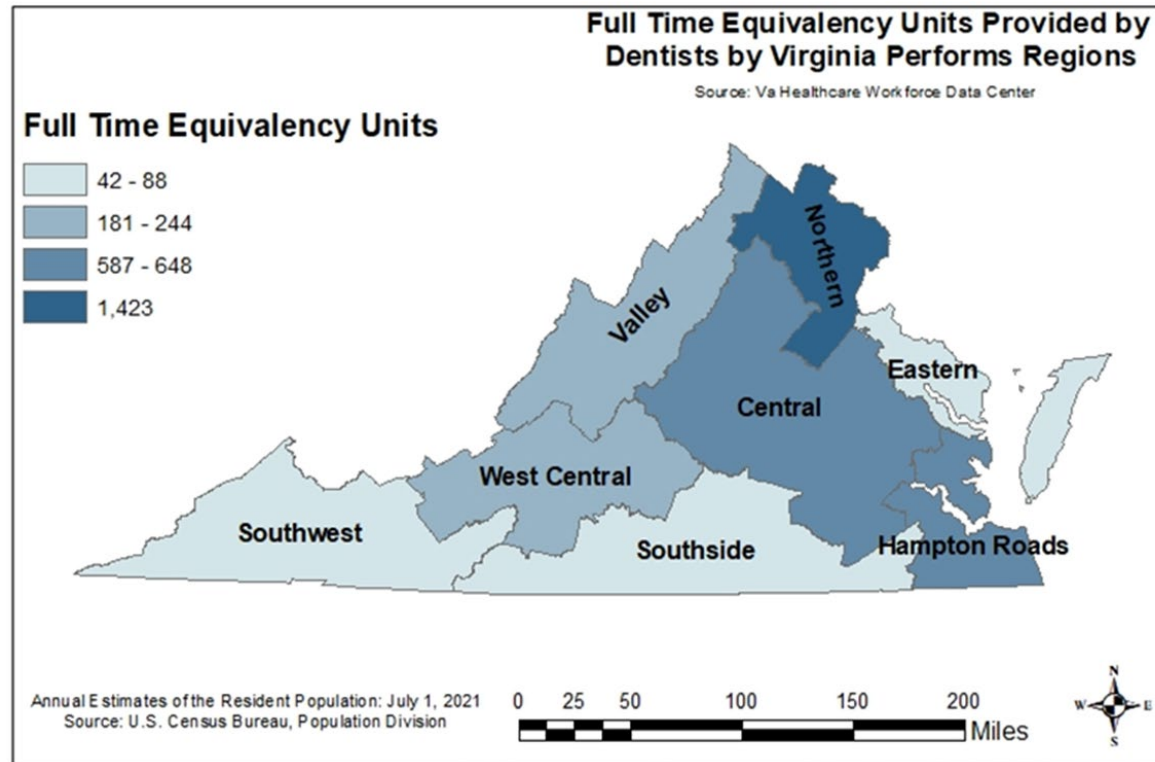 Full Time Equivalency Units Provided by
Dentists by Virginia Performs Regions
Source: Va Healthcare Workforce Data Center
Full Time Equivalency Units
42 - 88
181 - 244
587 - 648
1,423
Northern
Valley
Eastern
Central
West Central
Southwest
Southside
Hampton Roads
Annual Estimates of the Resident Population: July 1, 2021
Source: U.S. Census Bureau, Population Division
0 25 50 100 150 200
Miles
N
W E
S